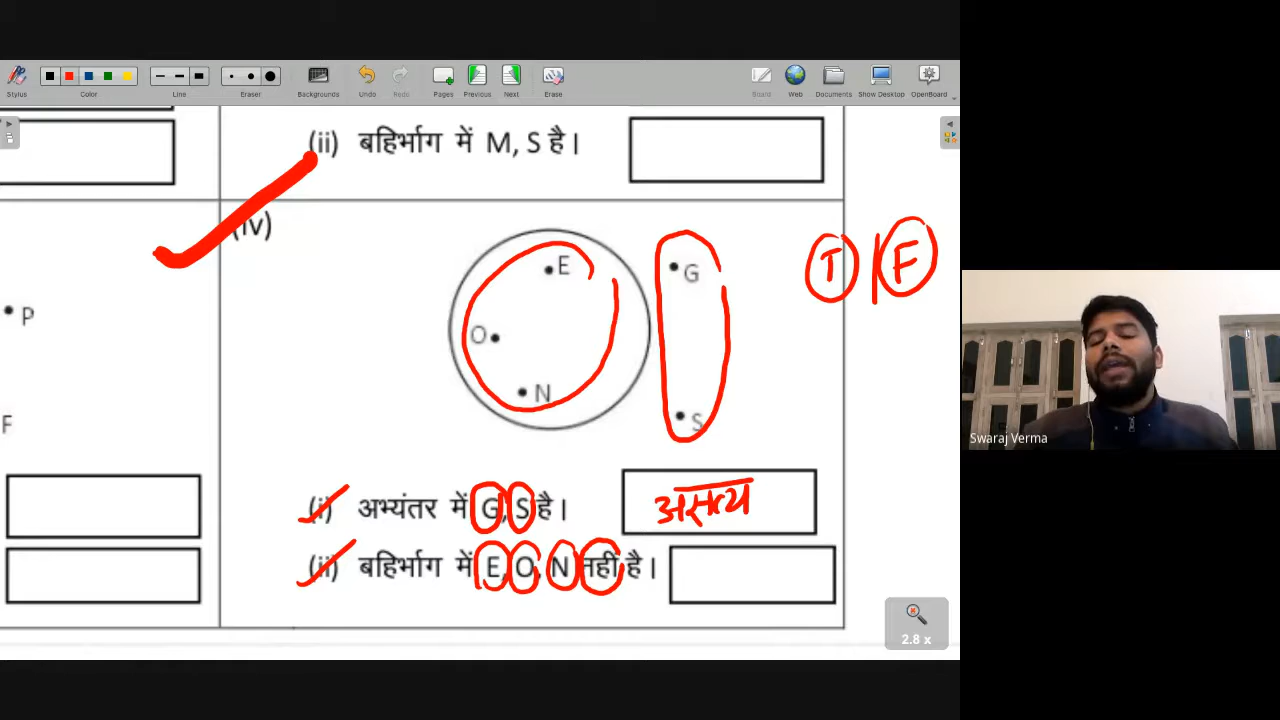 Stylus Color Line Eraser Backgrounds Undo Redo Pages Previous Next Erase Board Web Documents Show Desktop OpenBoard
(ii) बहिर्भाग में M, S है।
(iv)
E
G
T | F
P
O
N
S
F
(i) अभ्यंतर में G, S है।
असत्य
(ii) बहिर्भाग में E, O, N नहीं है।
2.8 x
Swaraj Verma